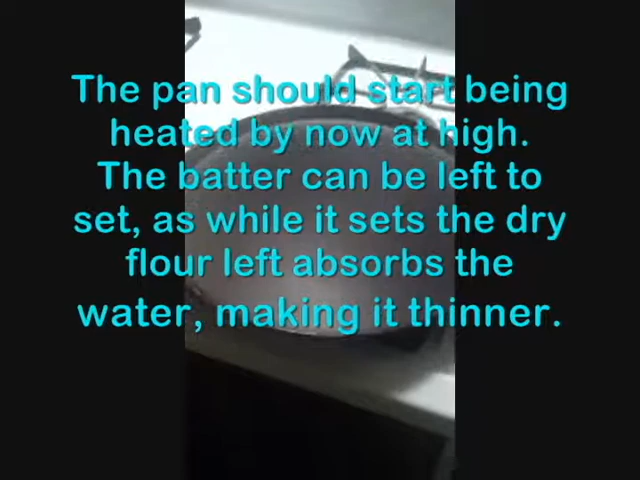 The pan should start being
heated by now at high.
The batter can be left to
set, as while it sets the dry
flour left absorbs the
water, making it thinner.